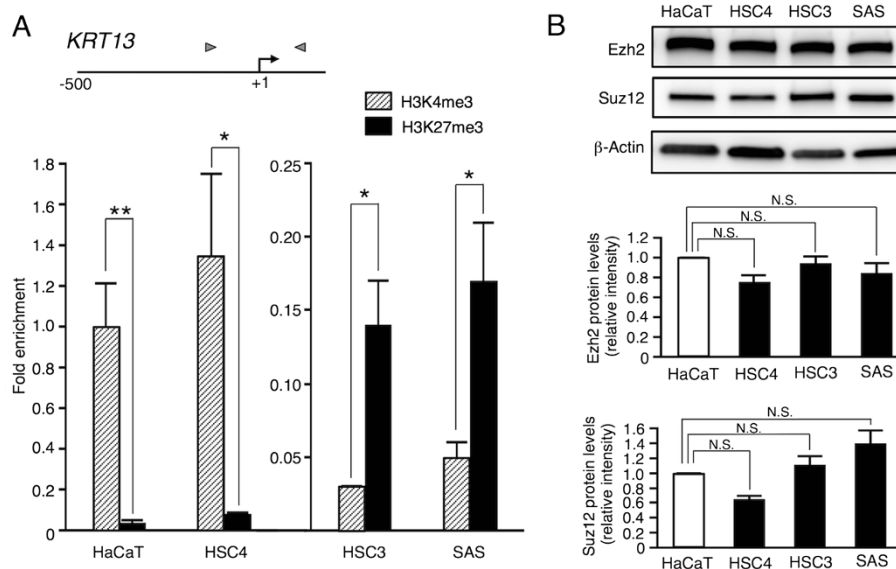 A
KRT13
-500
+1
H3K4me3
H3K27me3
Fold enrichment
1.8
1.6
1.4
1.2
1.0
0.8
0.6
0.4
0.2
0
**
*
HaCaT
HSC4
0.25
0.20
0.15
0.10
0.05
0
*
*
HSC3
SAS
B
HaCaT HSC4 HSC3 SAS
Ezh2
Suz12
β-Actin
Ezh2 protein levels
(relative intensity)
N.S.
N.S.
N.S.
1.2
1.0
0.8
0.6
0.4
0.2
0
HaCaT HSC4 HSC3 SAS
Suz12 protein levels
(relative intensity)
N.S.
N.S.
N.S.
1.6
1.4
1.2
1.0
0.8
0.6
0.4
0.2
0
HaCaT HSC4 HSC3 SAS